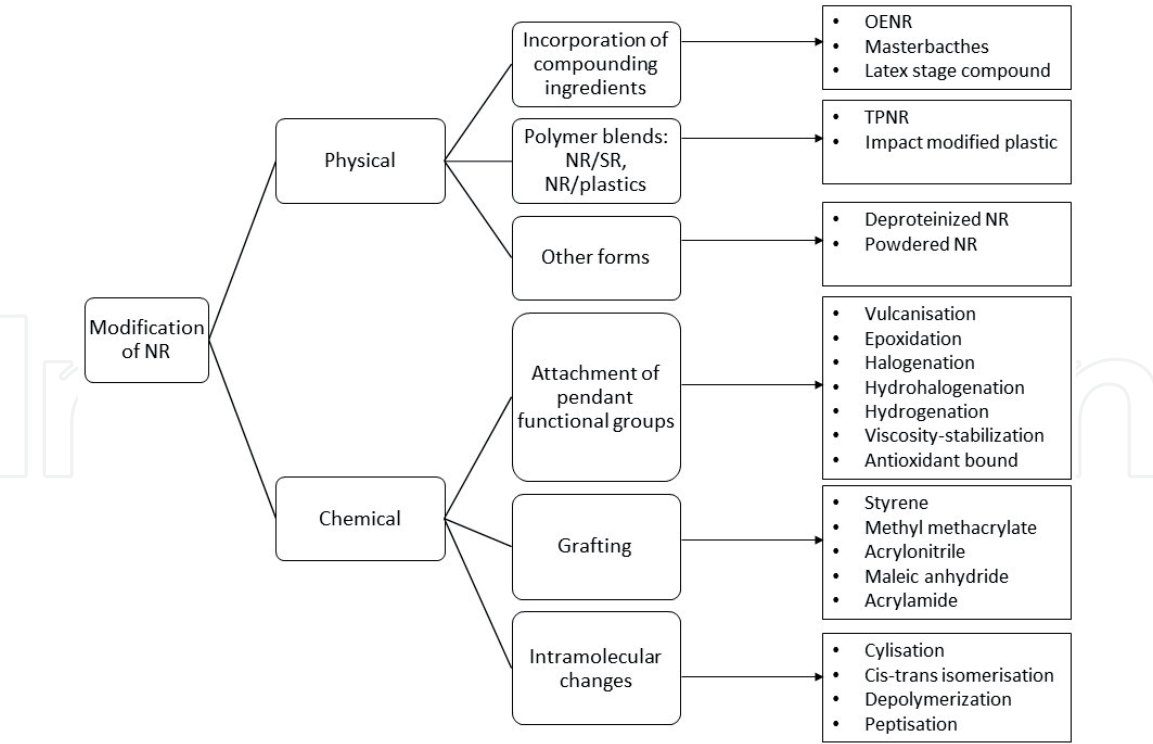 Modification
of NR
Physical
Incorporation of
compounding
ingredients
• OENR
• Masterbacthes
• Latex stage compound
Polymer blends:
NR/SR,
NR/plastics
• TPNR
• Impact modified plastic
Other forms
• Deproteinized NR
• Powdered NR
Chemical
Attachment of
pendant
functional groups
• Vulcanisation
• Epoxidation
• Halogenation
• Hydrohalogenation
• Hydrogenation
• Viscosity-stabilization
• Antioxidant bound
Grafting
• Styrene
• Methyl methacrylate
• Acrylonitrile
• Maleic anhydride
• Acrylamide
Intramolecular
changes
• Cylisation
• Cis-trans isomerisation
• Depolymerization
• Peptisation